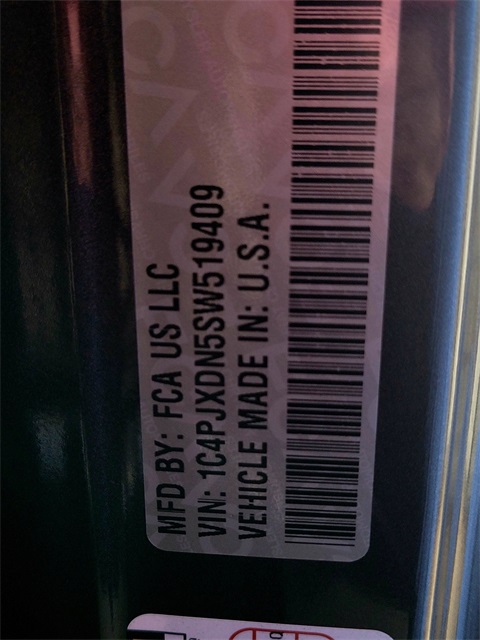 MFD BY: FCA US LLC
VIN: 1C4PJXDN5SW519409
VEHICLE MADE IN: U.S.A.